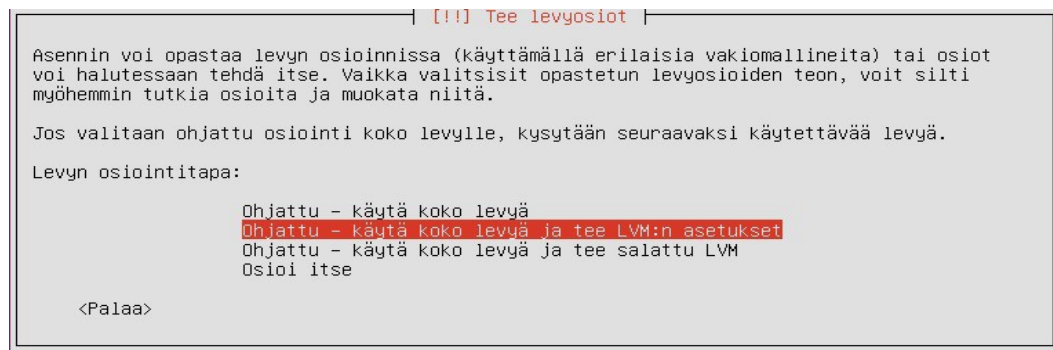 [!!] Tee levyosiot
Asennin voi opastaa levyn osioinnissa (käyttämällä erilaisia vakiomallineita) tai osiot
voi halutessaan tehdä itse. Vaikka valitsisit opastetun levyosioiden teon, voit silti
myöhemmin tutkia osioita ja muokata niitä.
Jos valitaan ohjattu osiointi koko levylle, kysytään seuraavaksi käytettävää levyä.
Levyn osiointitapa:
Ohjattu – käytä koko levyä
Ohjattu – käytä koko levyä ja tee LVM:n asetukset
Ohjattu – käytä koko levyä ja tee salattu LVM
Osioi itse
<Palaa>